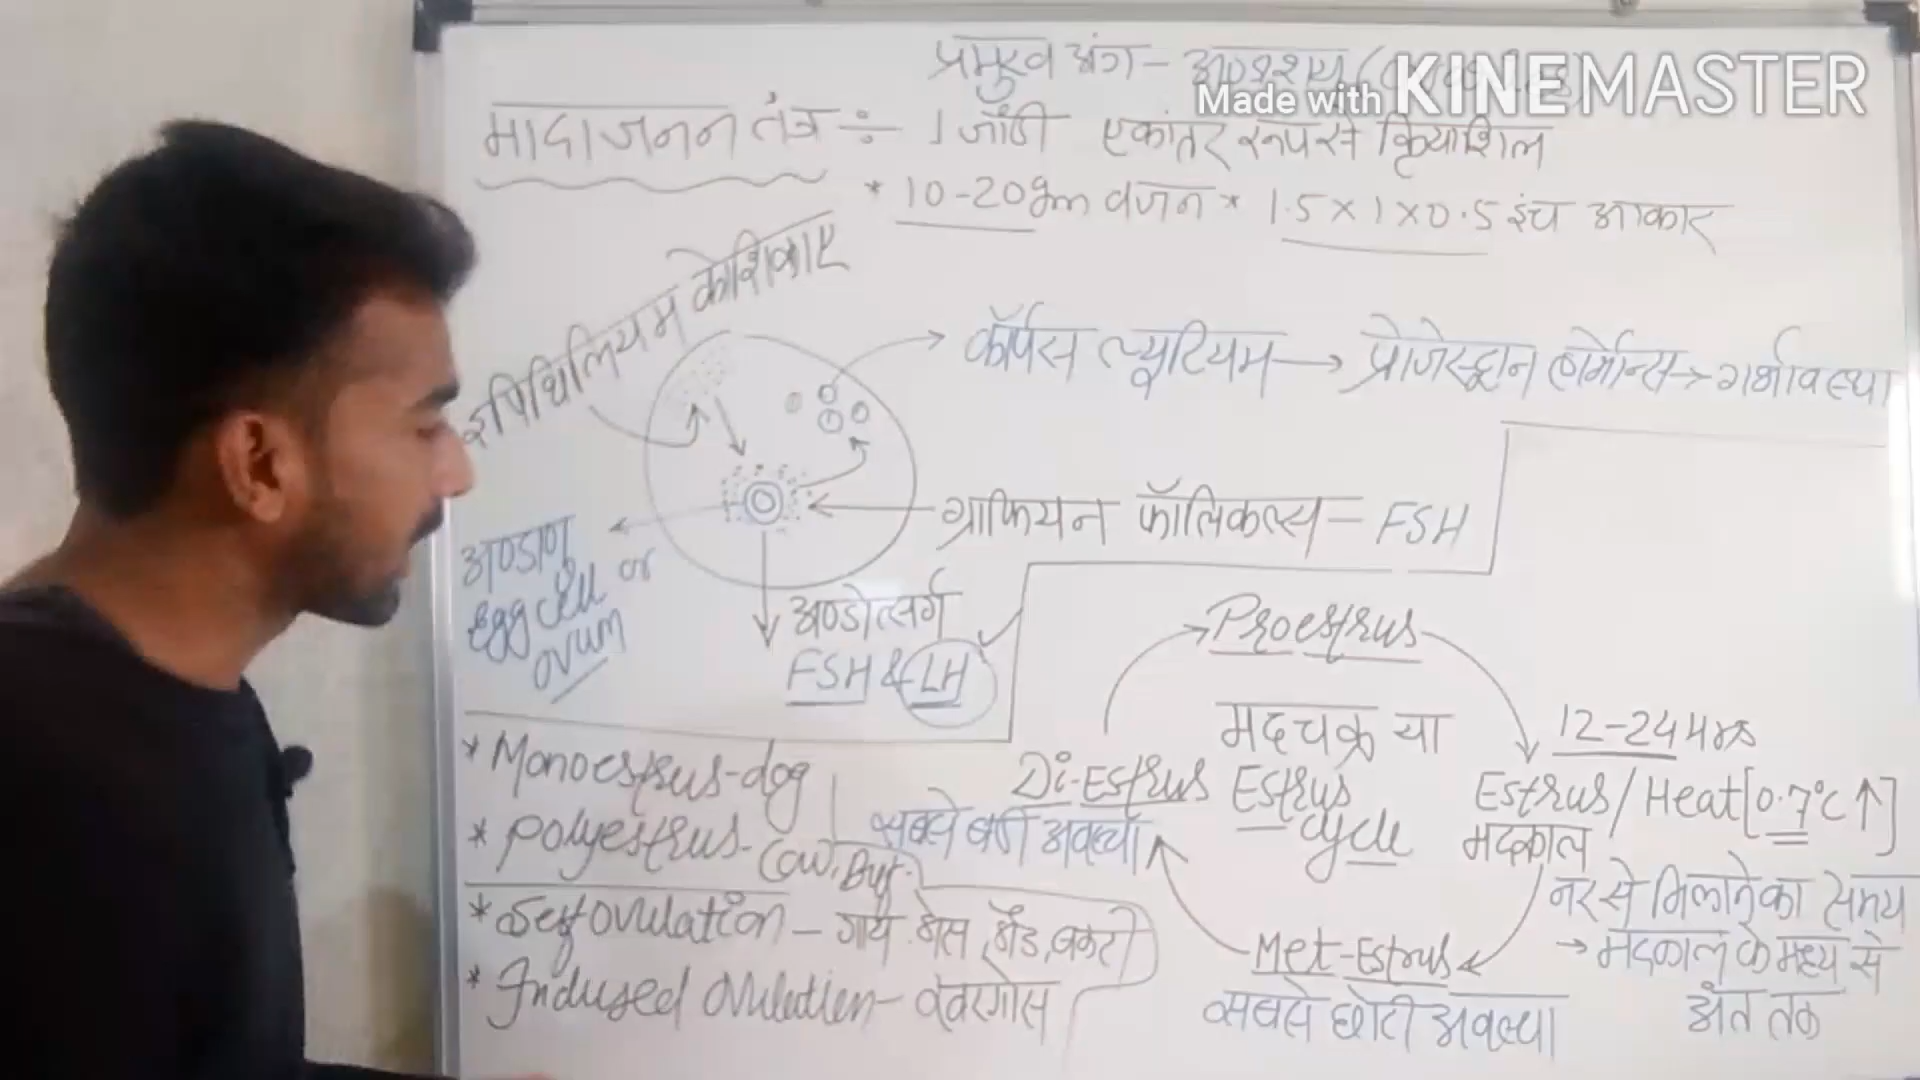 प्रमुख अंग - अण्डाशय
Made with KINEMASTER
मादा जनन तंत्र ÷ 1 जोड़ी एकांतर रूप से क्रियाशिल
* 10-20gm वजन * 1.5 x 1 x 0.5 इंच आकार
इपिथिलियम कोशिकाए
कॉर्पस ल्यूटियम → प्रोजेस्ट्रान हॉर्मोन्स → गर्भावस्था
ग्राफियन फॉलिकल्स - FSH
अण्डाणु or
egg cell
ovum
अण्डोत्सर्ग
FSH & LH
Proestrus
मदचक्र या
Estrus
cycle
12-24 Hrs
Estrus / Heat [0.7°C ↑]
मदकाल
नर से मिलाने का समय
→ मदकाल के मध्य से
अंत तक
Met-Estrus
सबसे छोटी अवस्था
Di-Estrus
सबसे बडी अवस्था
* Monoestrus-dog
* Polyestrus- Cow, Buf.
* Self ovulation - गाय भेस, भेंड, बकरी
* Indused ovulation - खरगोस